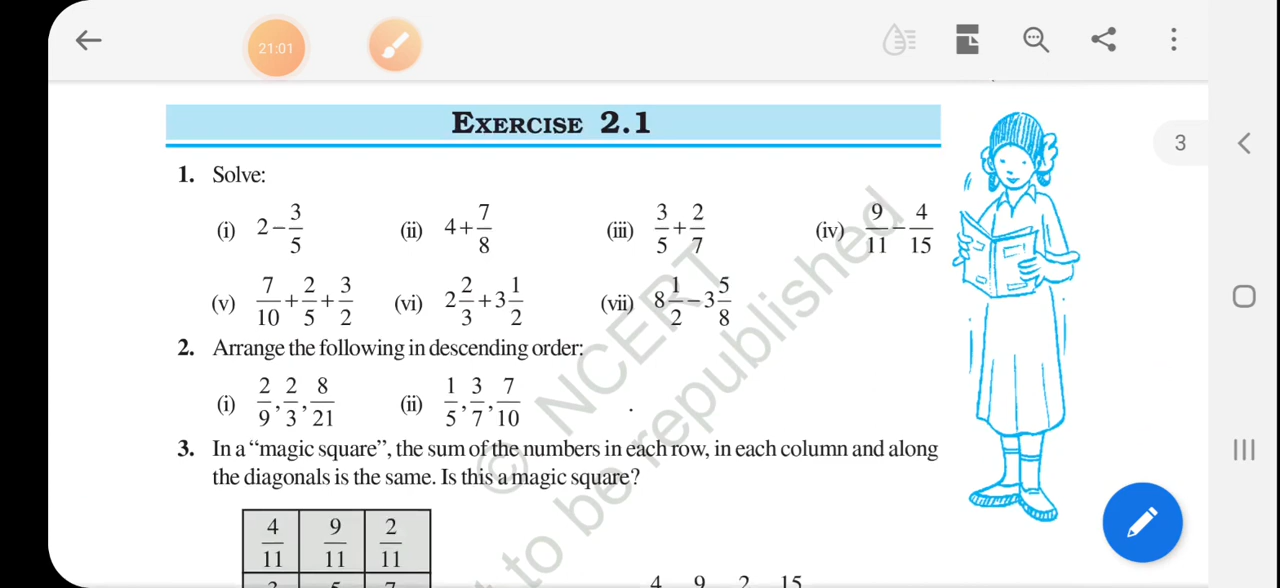 21:01
EXERCISE 2.1
3
1. Solve:
(i) 2 − 3/5 (ii) 4 + 7/8 (iii) 3/5 + 2/7 (iv) 9/11 − 4/15
(v) 7/10 + 2/5 + 3/2 (vi) 2 2/3 + 3 1/2 (vii) 8 1/2 − 3 5/8
2. Arrange the following in descending order:
(i) 2/9, 2/3, 8/21 (ii) 1/5, 3/7, 7/10
3. In a “magic square”, the sum of the numbers in each row, in each column and along
the diagonals is the same. Is this a magic square?
4/11 9/11 2/11
4 9 2 15
© NCERT
to be republished